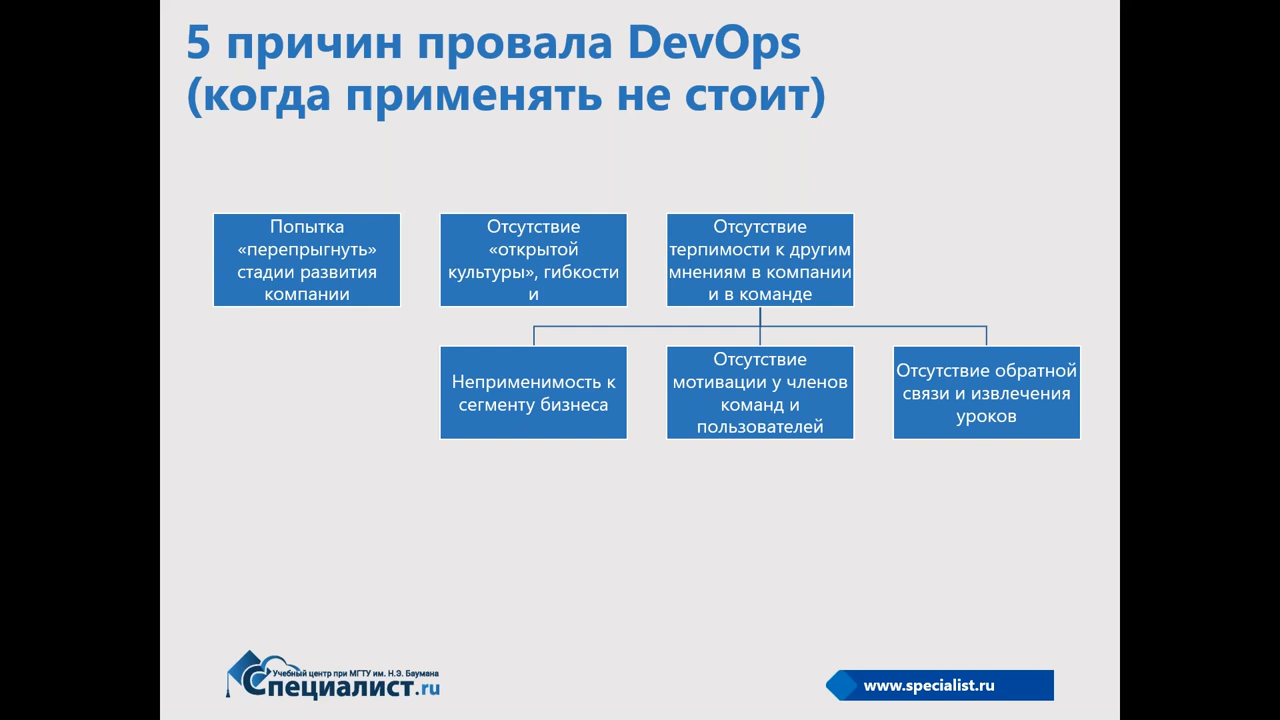 5 причин провала DevOps
(когда применять не стоит)
Попытка
«перепрыгнуть»
стадии развития
компании
Отсутствие
«открытой
культуры», гибкости
и
Отсутствие
терпимости к другим
мнениям в компании
и в команде
Неприменимость к
сегменту бизнеса
Отсутствие
мотивации у членов
команд и
пользователей
Отсутствие обратной
связи и извлечения
уроков
Учебный центр при МГТУ им. Н.Э. Баумана
Специалист.ru
www.specialist.ru